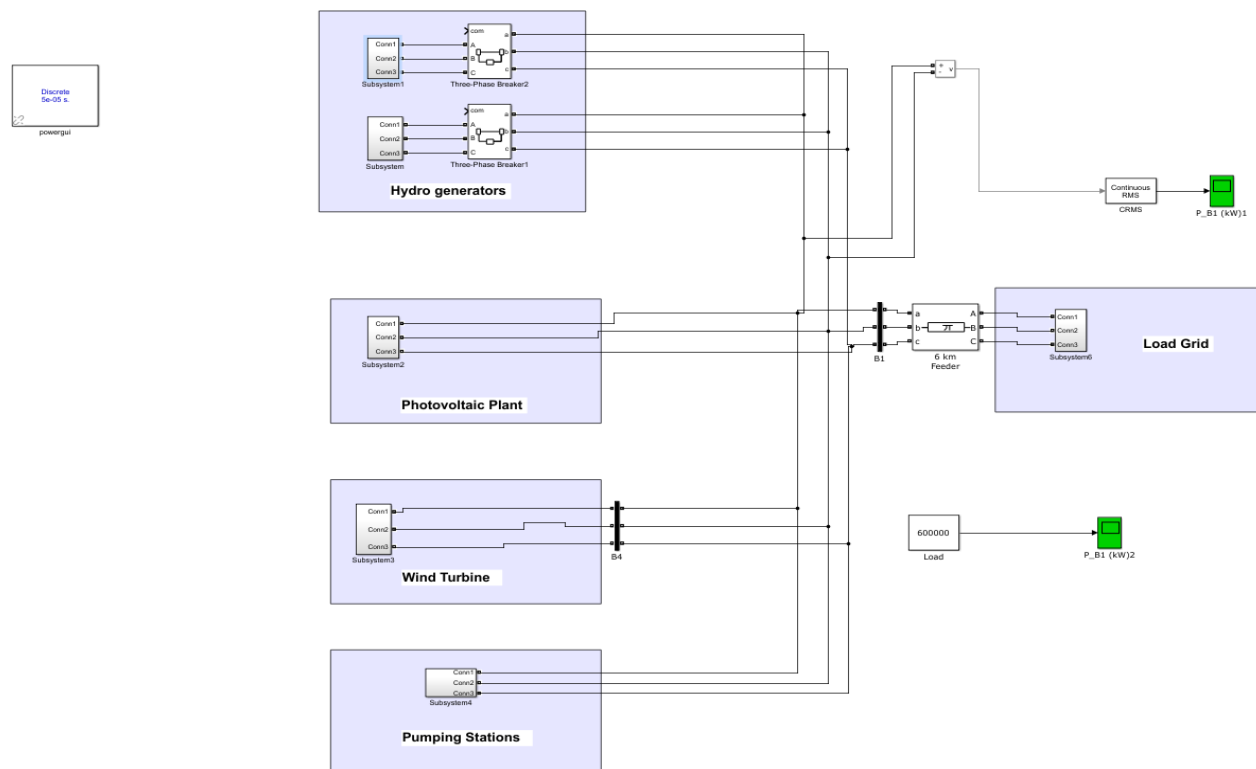 Discrete
5e-05 s.
powergui
Conn1
Conn2
Conn3
Subsystem1
com
A
B
C
a
b
c
Three-Phase Breaker2
Conn1
Conn2
Conn3
Subsystem
com
A
B
C
a
b
c
Three-Phase Breaker1
Hydro generators
+
-
v
Continuous
RMS
CRMS
P_B1 (kW)1
Conn1
Conn2
Conn3
Subsystem2
Photovoltaic Plant
B1
a
b
c
A
B
C
6 km
Feeder
Conn1
Conn2
Conn3
Subsystem6
Load Grid
Conn1
Conn2
Conn3
Subsystem3
Wind Turbine
B4
600000
Load
P_B1 (kW)2
Conn1
Conn2
Conn3
Subsystem4
Pumping Stations